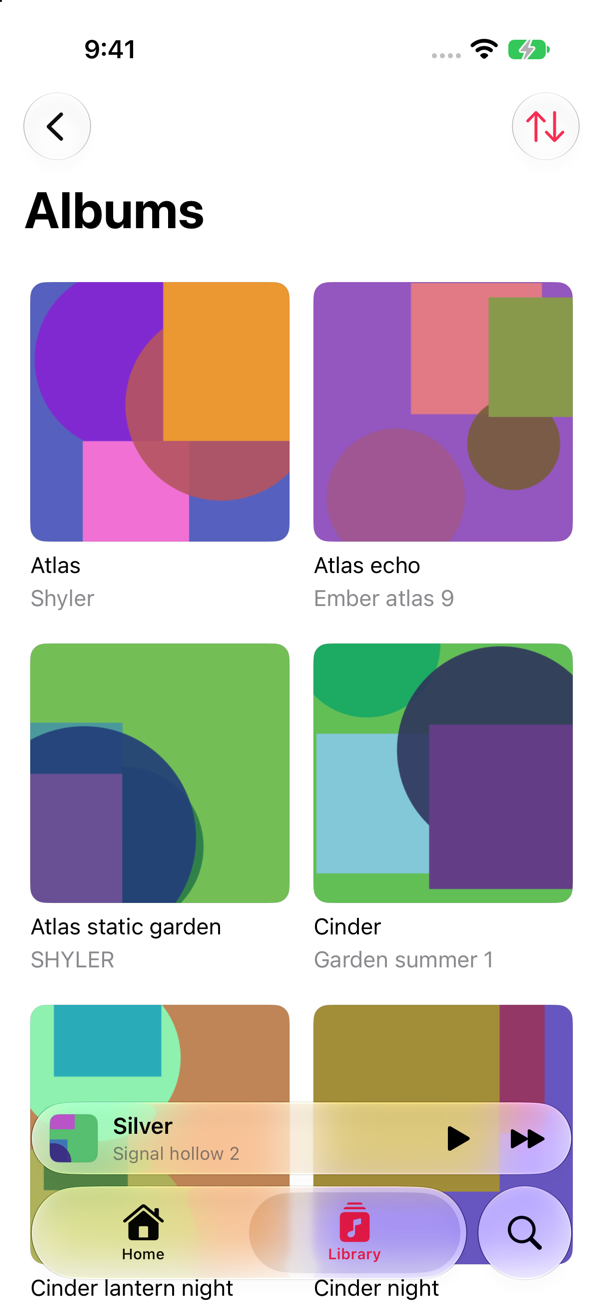 9:41
Albums
Atlas
Shyler
Atlas echo
Ember atlas 9
Atlas static garden
SHYLER
Cinder
Garden summer 1
Silver
Signal hollow 2
Home
Library
Cinder lantern night
Cinder night